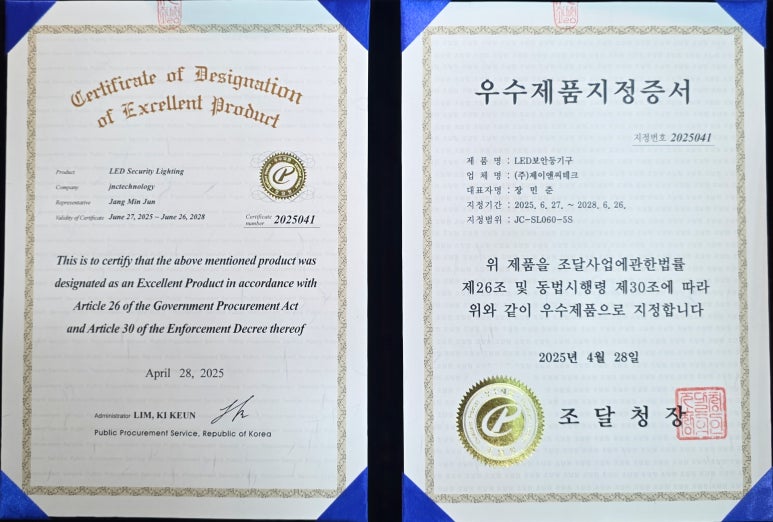 Certificate of Designation
of Excellent Product
Product LED Security Lighting
Company jnctechnology
Representative Jang Min Jun
Validity of Certificate June 27, 2025 ~ June 26, 2028
Certificate number 2025041
This is to certify that the above mentioned product was
designated as an Excellent Product in accordance with
Article 26 of the Government Procurement Act
and Article 30 of the Enforcement Decree thereof
April 28, 2025
Administrator LIM, KI KEUN
Public Procurement Service, Republic of Korea
우수제품지정증서
지정번호 2025041
제 품 명 : LED보안등기구
업 체 명 : (주)제이앤씨테크
대표자명 : 장 민 준
지정기간 : 2025. 6. 27. ~ 2028. 6. 26.
지정범위 : JC-SL060-5S
위 제품을 조달사업에관한법률
제26조 및 동법시행령 제30조에 따라
위와 같이 우수제품으로 지정합니다
2025년 4월 28일
조달청장